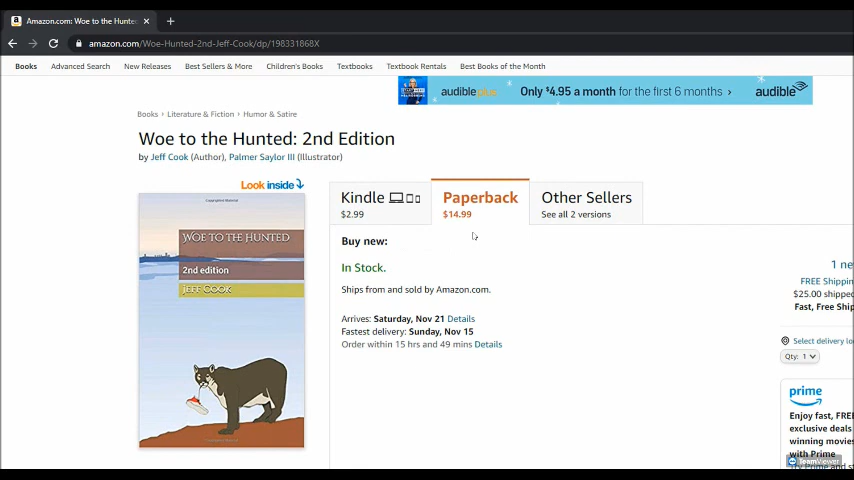 Amazon.com: Woe to the Hunte
amazon.com/Woe-Hunted-2nd-Jeff-Cook/dp/198331868X
Books Advanced Search New Releases Best Sellers & More Children's Books Textbooks Textbook Rentals Best Books of the Month
audible plus Only $4.95 a month for the first 6 months › audible
Books › Literature & Fiction › Humor & Satire
Woe to the Hunted: 2nd Edition
by Jeff Cook (Author), Palmer Saylor III (Illustrator)
Look inside
Kindle
$2.99
Paperback
$14.99
Other Sellers
See all 2 versions
WOE TO THE HUNTED
2nd edition
JEFF COOK
Buy new:
In Stock.
Ships from and sold by Amazon.com.
Arrives: Saturday, Nov 21 Details
Fastest delivery: Sunday, Nov 15
Order within 15 hrs and 49 mins Details
1 ne
FREE Shippin
$25.00 shipped
Fast, Free Ship
Select delivery lo
Qty: 1
prime
Enjoy fast, FREE
exclusive deals
winning movies
with Prime
TeamViewer